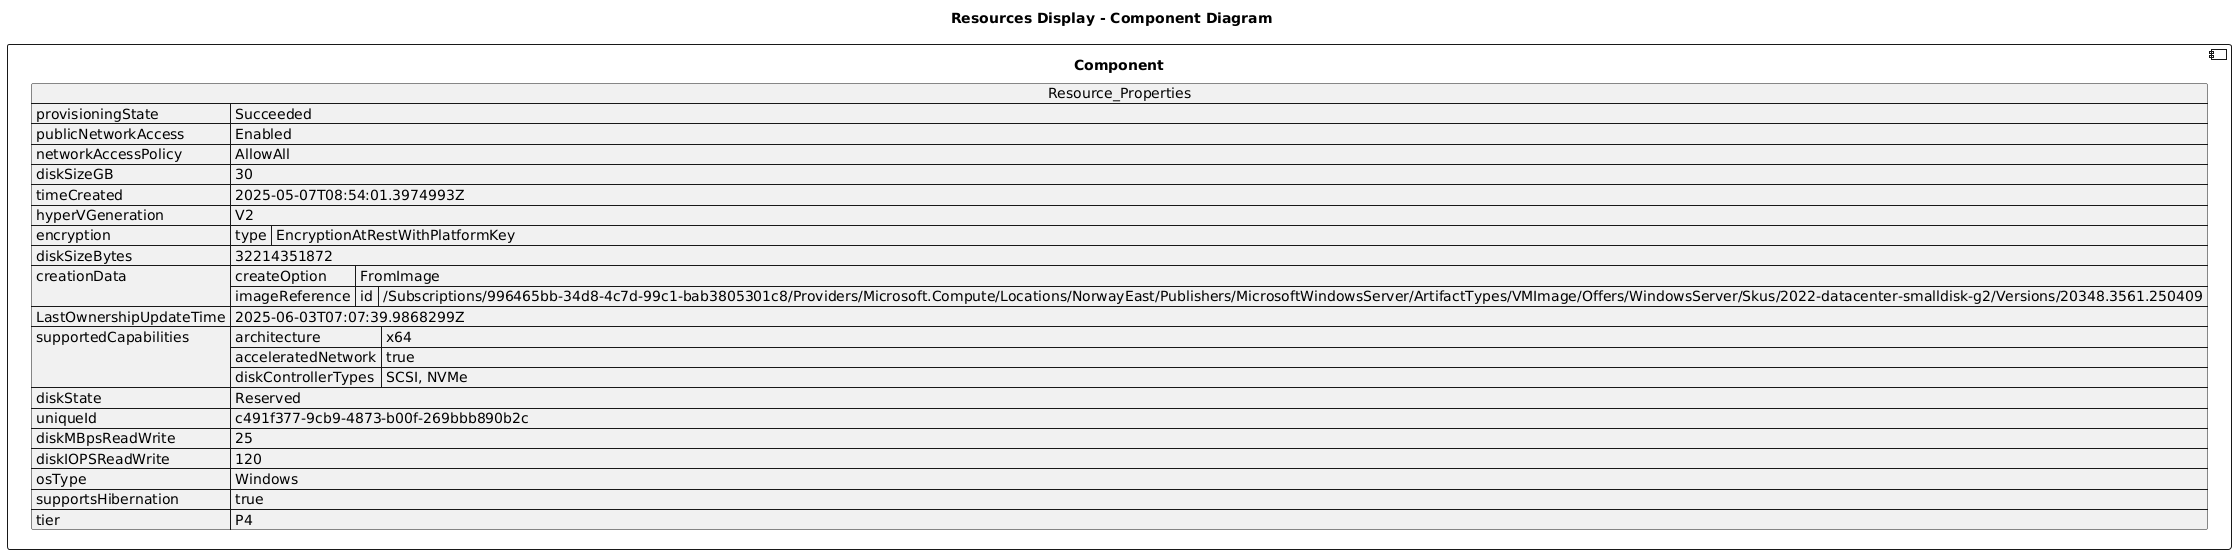 Resources Display - Component Diagram
Component
Resource_Properties
provisioningState Succeeded
publicNetworkAccess Enabled
networkAccessPolicy AllowAll
diskSizeGB 30
timeCreated 2025-05-07T08:54:01.3974993Z
hyperVGeneration V2
encryption type EncryptionAtRestWithPlatformKey
diskSizeBytes 32214351872
creationData createOption FromImage
imageReference id /Subscriptions/996465bb-34d8-4c7d-99c1-bab3805301c8/Providers/Microsoft.Compute/Locations/NorwayEast/Publishers/MicrosoftWindowsServer/ArtifactTypes/VMImage/Offers/WindowsServer/Skus/2022-datacenter-smalldisk-g2/Versions/20348.3561.250409
LastOwnershipUpdateTime 2025-06-03T07:07:39.9868299Z
supportedCapabilities architecture x64
acceleratedNetwork true
diskControllerTypes SCSI, NVMe
diskState Reserved
uniqueId c491f377-9cb9-4873-b00f-269bbb890b2c
diskMBpsReadWrite 25
diskIOPSReadWrite 120
osType Windows
supportsHibernation true
tier P4